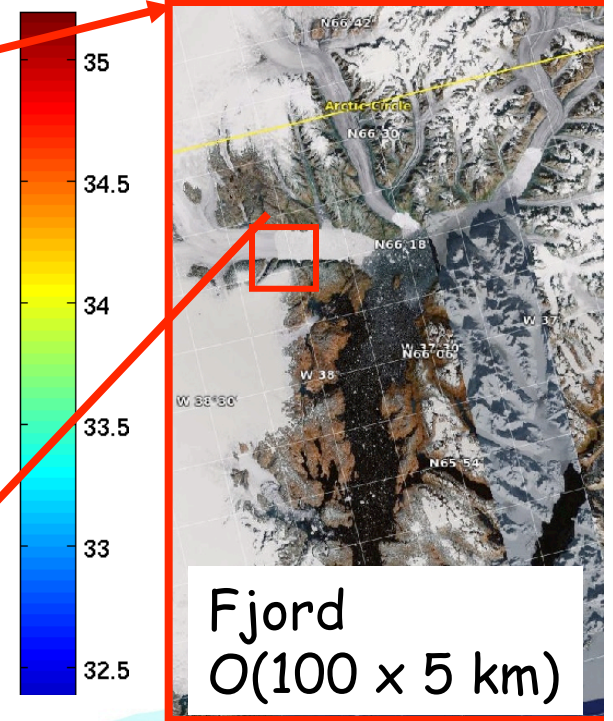 35
34.5
34
33.5
33
32.5
N66°42'
Arctic Circle
N66°30'
N66°18'
W 37°
W 37°30'
N66°06'
W 38°
W 38°30'
N65°54'
Fjord
O(100 x 5 km)